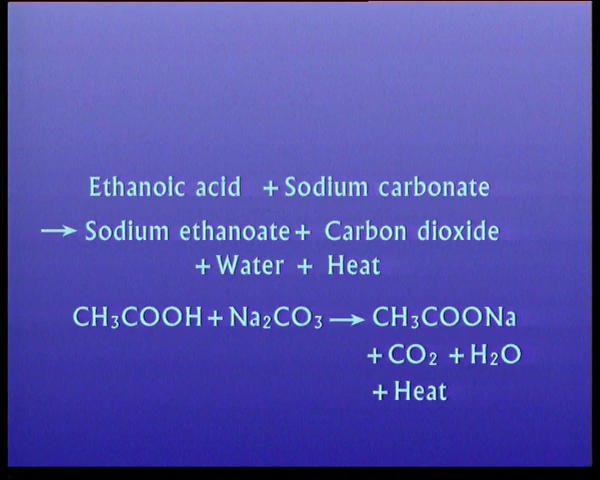 Ethanoic acid + Sodium carbonate
→ Sodium ethanoate + Carbon dioxide
+ Water + Heat
CH₃COOH + Na₂CO₃ → CH₃COONa
+ CO₂ + H₂O
+ Heat